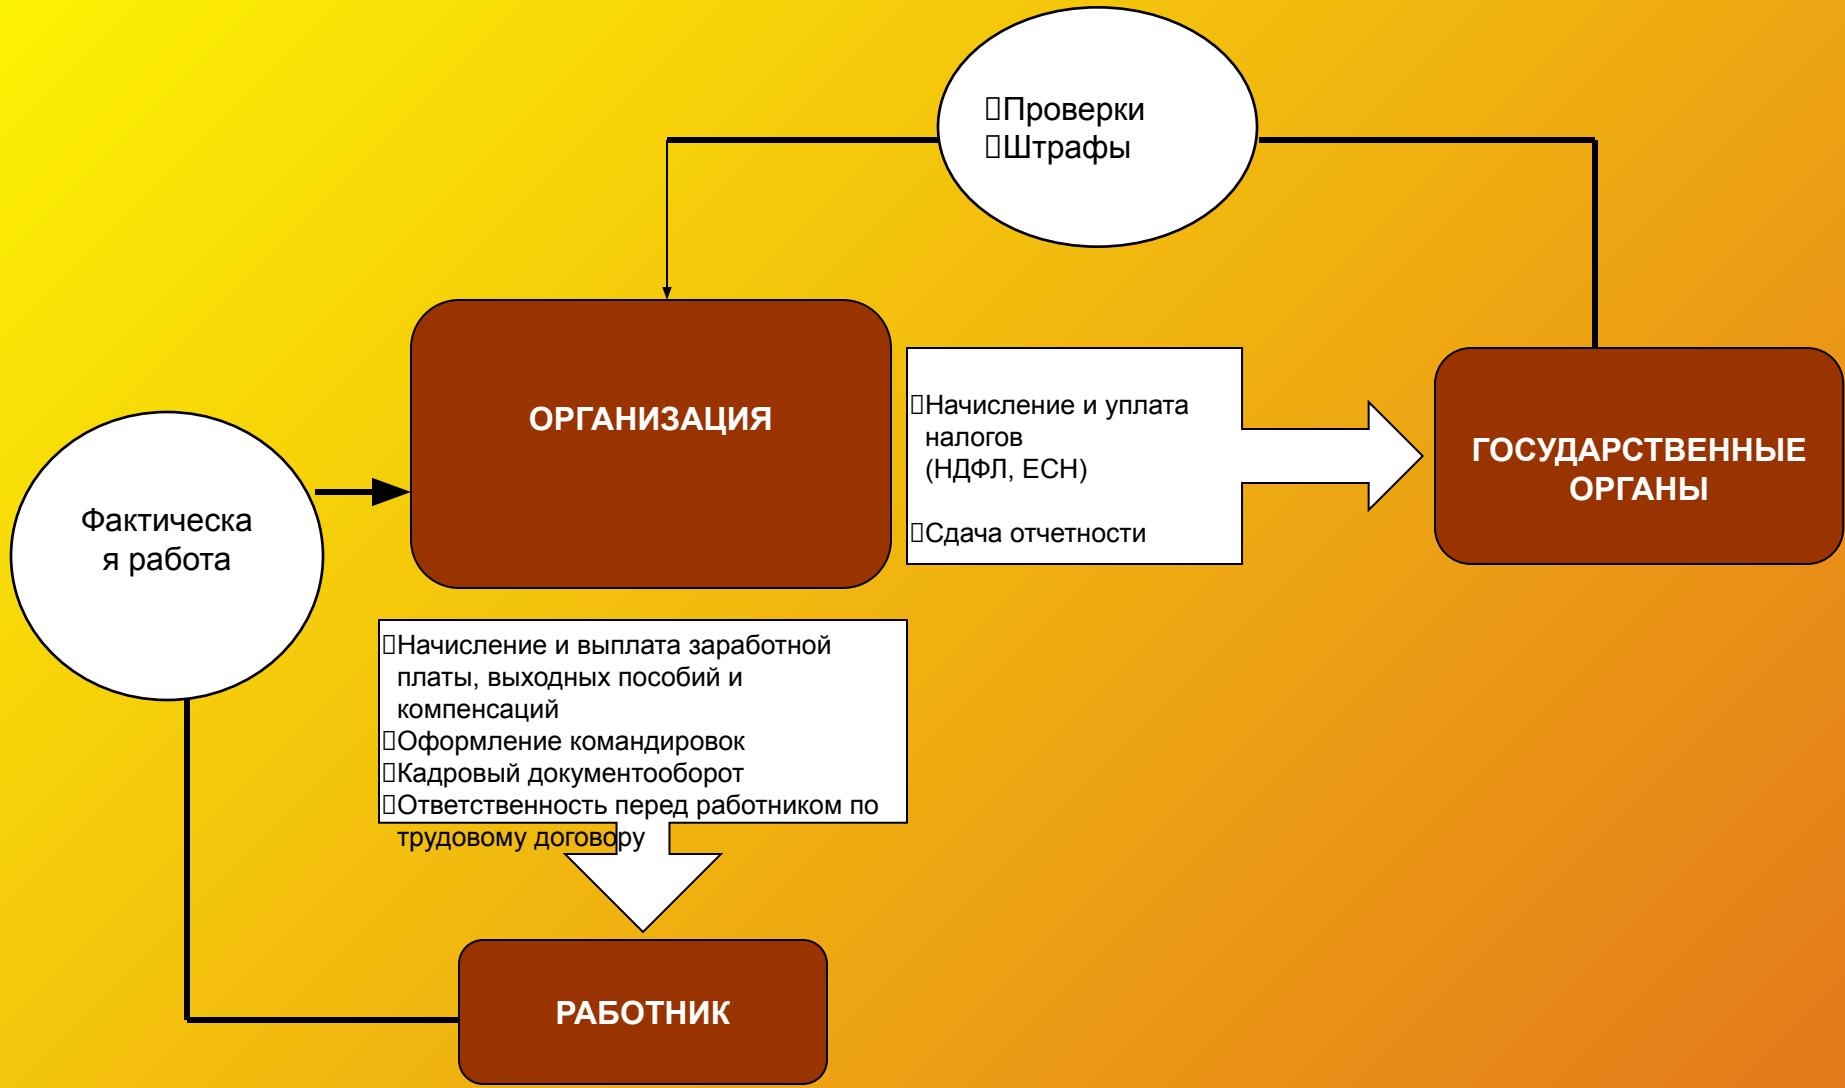 Проверки
Штрафы
ОРГАНИЗАЦИЯ
Начисление и уплата
налогов
(НДФЛ, ЕСН)
Сдача отчетности
ГОСУДАРСТВЕННЫЕ
ОРГАНЫ
Фактическа
я работа
Начисление и выплата заработной
платы, выходных пособий и
компенсаций
Оформление командировок
Кадровый документооборот
Ответственность перед работником по
трудовому договору
РАБОТНИК